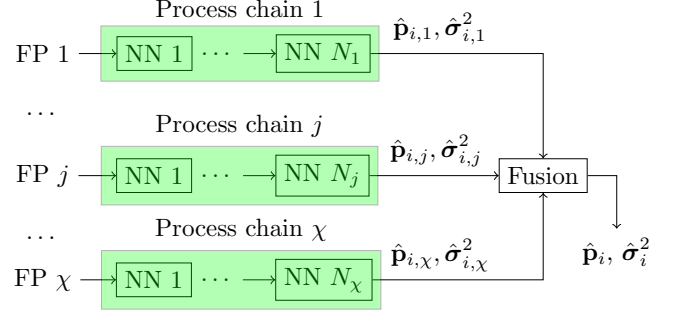 Process chain 1
FP 1 NN 1 ··· NN N₁ p̂ᵢ,₁, σ̂²ᵢ,₁
...
Process chain j
FP j NN 1 ··· NN Nⱼ p̂ᵢ,ⱼ, σ̂²ᵢ,ⱼ Fusion
...
Process chain χ
p̂ᵢ, σ̂ᵢ²
FP χ NN 1 ··· NN Nᵪ p̂ᵢ,ᵪ, σ̂²ᵢ,ᵪ